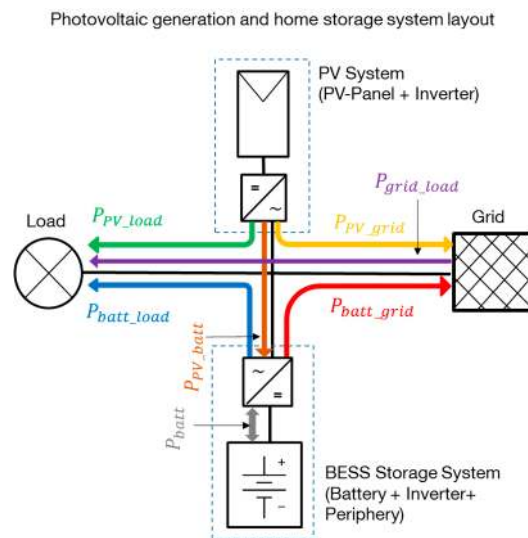 Photovoltaic generation and home storage system layout
PV System
(PV-Panel + Inverter)
=
~
P_grid_load
Load
P_PV_load
P_PV_grid
Grid
P_batt_load
P_batt_grid
P_PV_batt
~
=
P_batt
+
−
BESS Storage System
(Battery + Inverter+
Periphery)